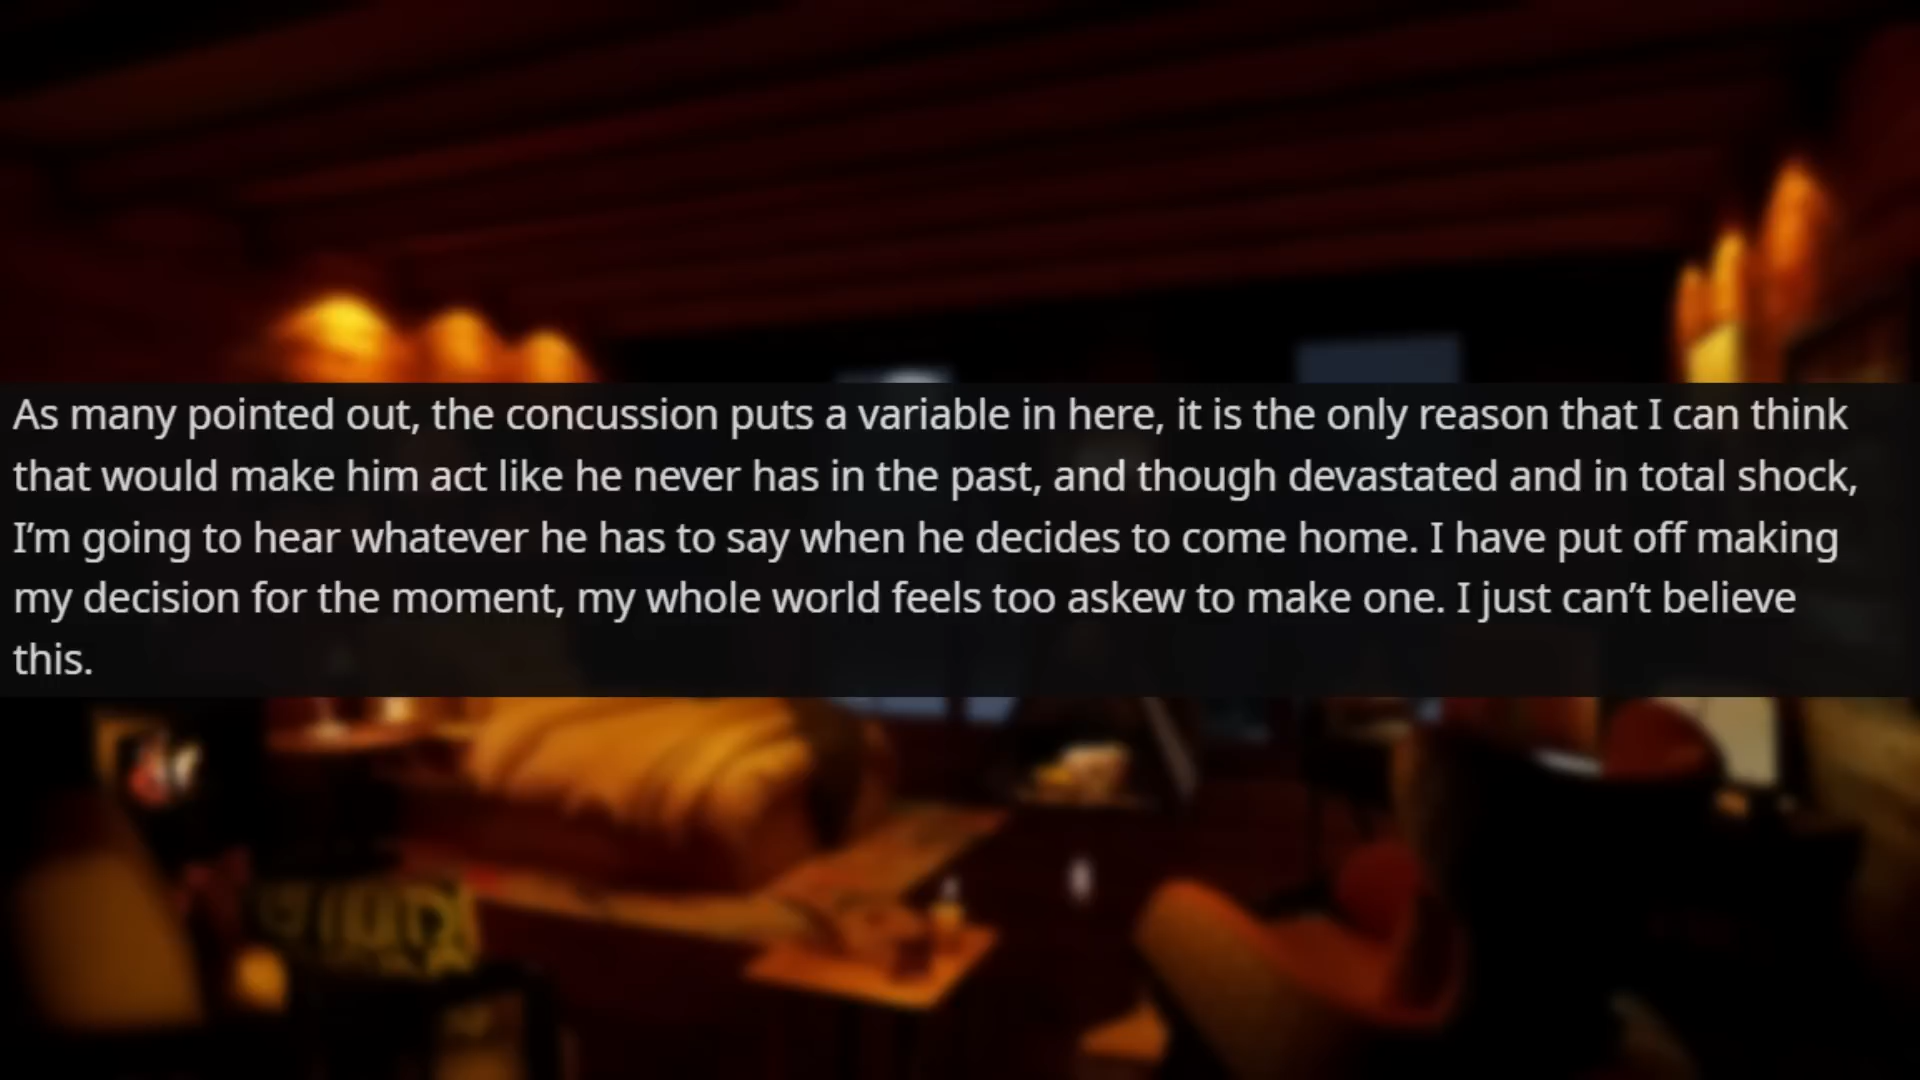 As many pointed out, the concussion puts a variable in here, it is the only reason that I can think
that would make him act like he never has in the past, and though devastated and in total shock,
I’m going to hear whatever he has to say when he decides to come home. I have put off making
my decision for the moment, my whole world feels too askew to make one. I just can’t believe
this.